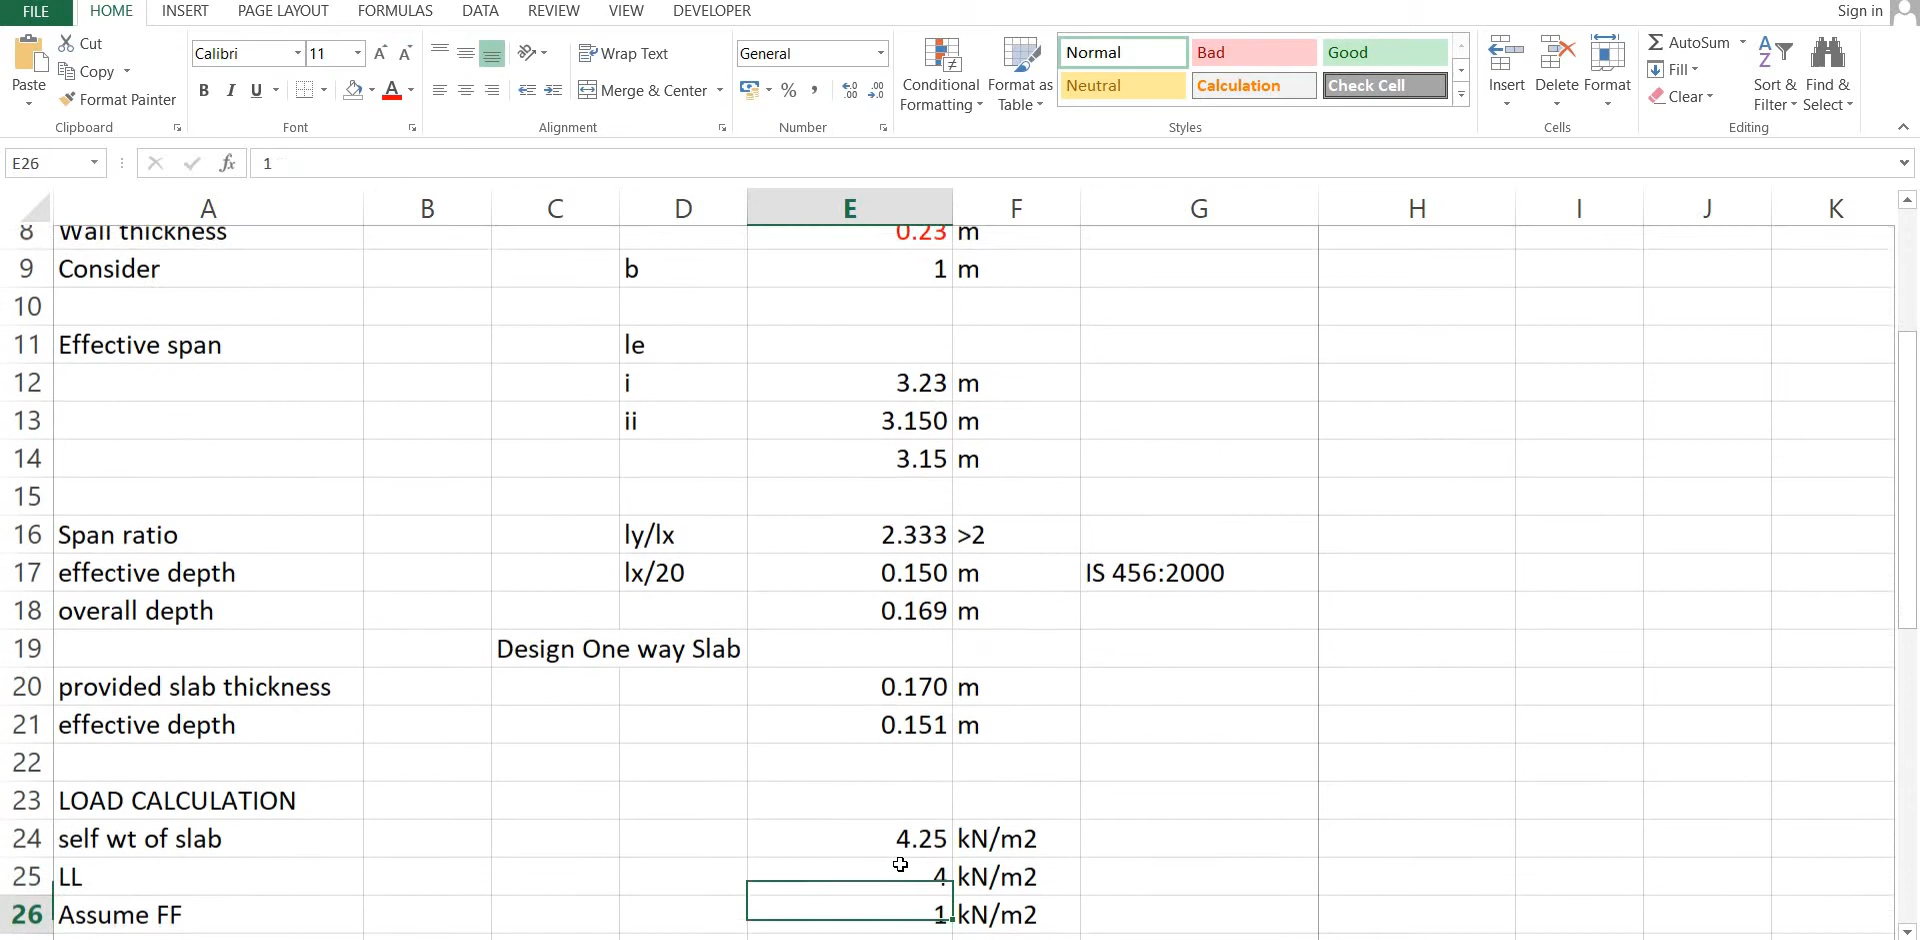 FILE HOME INSERT PAGE LAYOUT FORMULAS DATA REVIEW VIEW DEVELOPER Sign in
Paste
Cut
Copy
Format Painter
Clipboard
Calibri 11
B I U
Font
Wrap Text
Merge & Center
Alignment
General
Number
Conditional Formatting
Format as Table
Normal Bad Good
Neutral Calculation Check Cell
Styles
Insert Delete Format
Cells
AutoSum
Fill
Clear
Sort & Filter
Find & Select
Editing
E26 fx 1
A B C D E F G H I J K
8 Wall thickness 0.23 m
9 Consider b 1 m
10
11 Effective span le
12 i 3.23 m
13 ii 3.150 m
14 3.15 m
15
16 Span ratio ly/lx 2.333 >2
17 effective depth lx/20 0.150 m IS 456:2000
18 overall depth 0.169 m
19 Design One way Slab
20 provided slab thickness 0.170 m
21 effective depth 0.151 m
22
23 LOAD CALCULATION
24 self wt of slab 4.25 kN/m2
25 LL 4 kN/m2
26 Assume FF 1 kN/m2